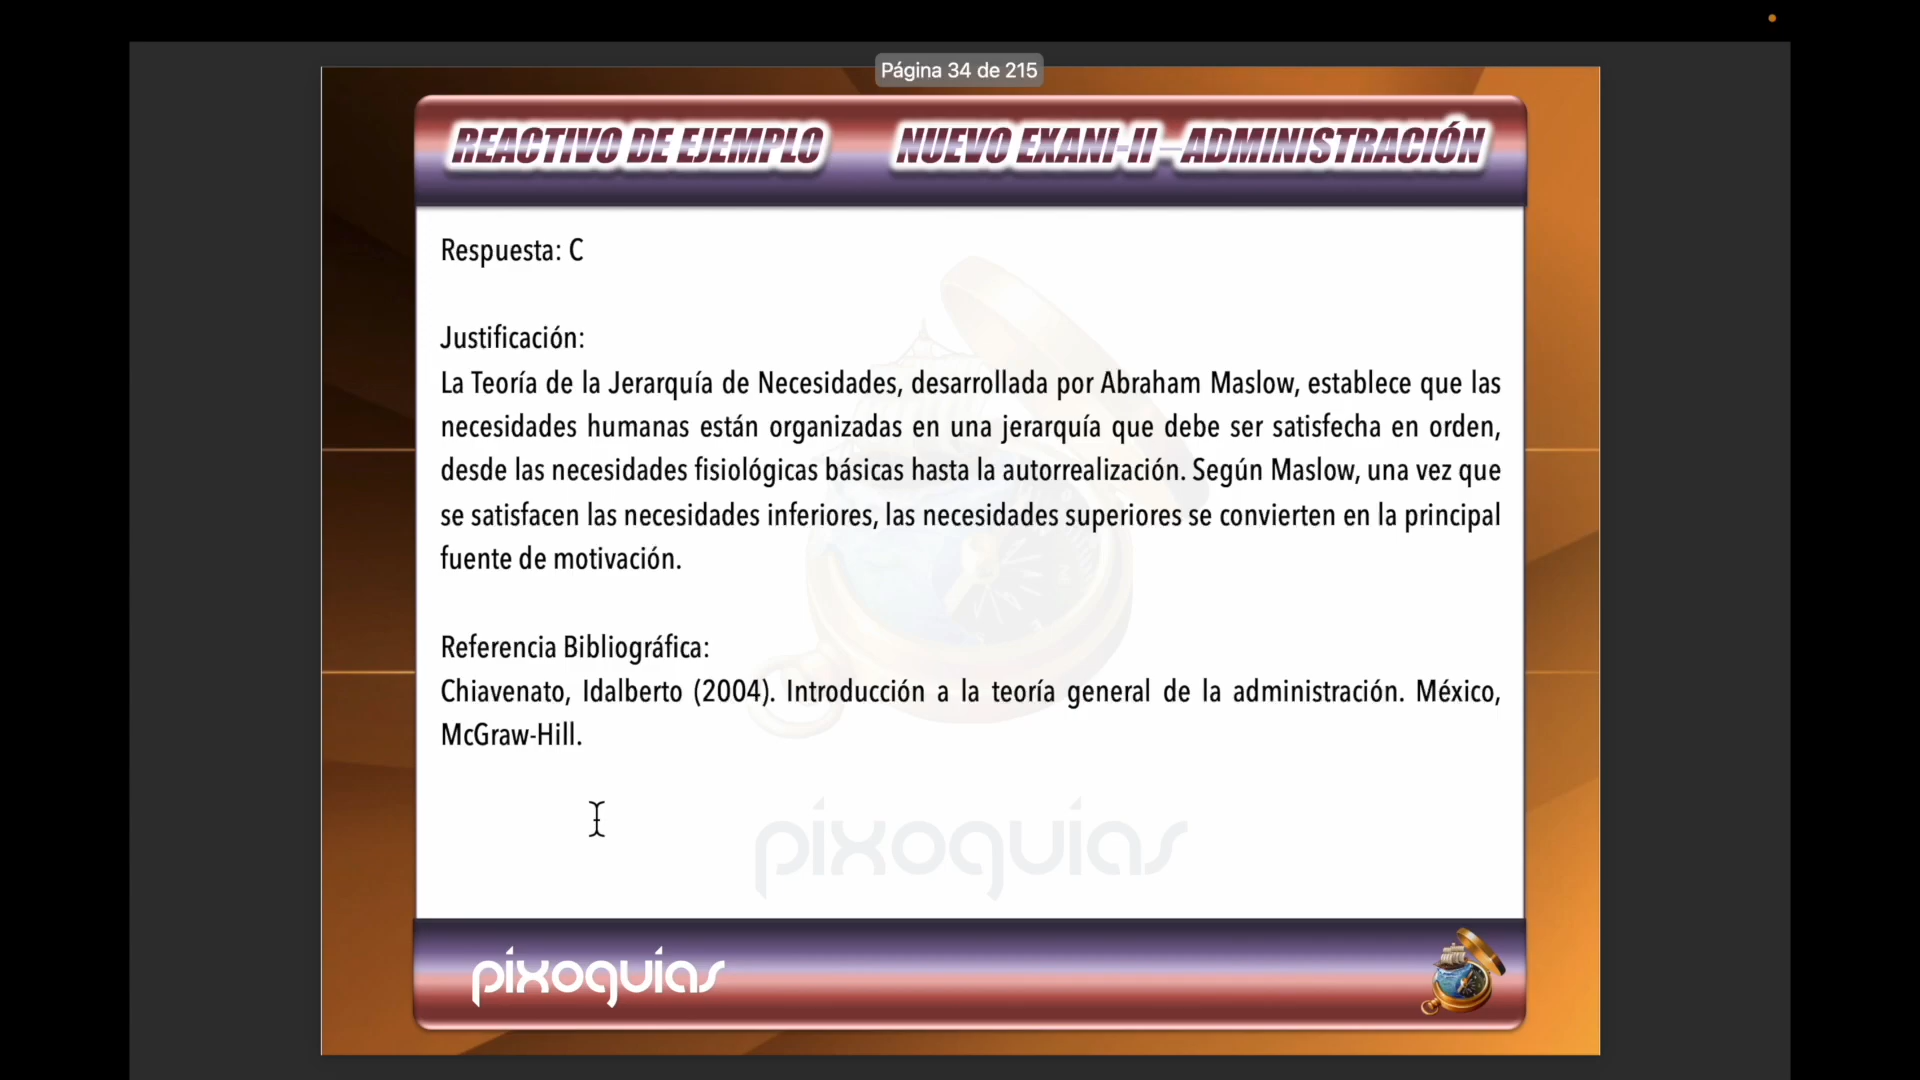 Página 34 de 215
REACTIVO DE EJEMPLO NUEVO EXANI-II – ADMINISTRACIÓN
Respuesta: C
Justificación:
La Teoría de la Jerarquía de Necesidades, desarrollada por Abraham Maslow, establece que las
necesidades humanas están organizadas en una jerarquía que debe ser satisfecha en orden,
desde las necesidades fisiológicas básicas hasta la autorrealización. Según Maslow, una vez que
se satisfacen las necesidades inferiores, las necesidades superiores se convierten en la principal
fuente de motivación.
Referencia Bibliográfica:
Chiavenato, Idalberto (2004). Introducción a la teoría general de la administración. México,
McGraw-Hill.
pixoguías
pixoguías